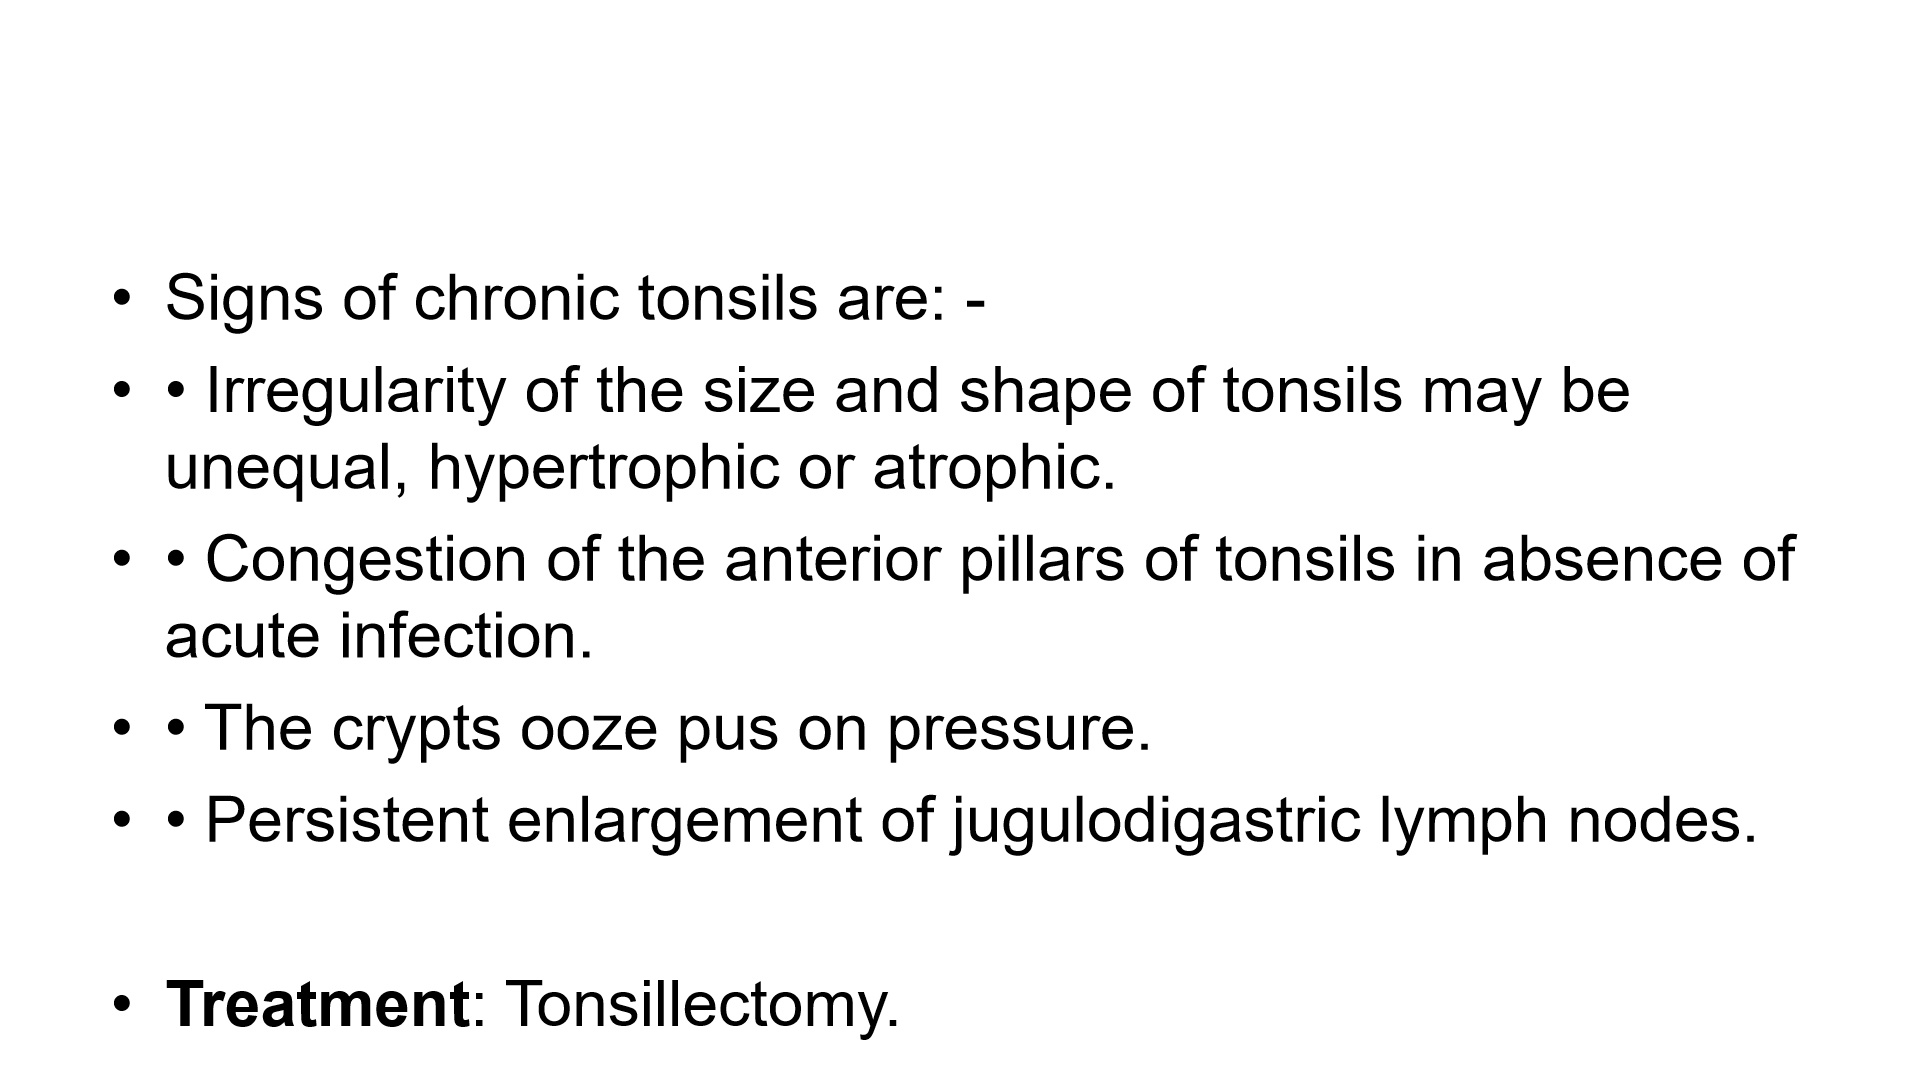 • Signs of chronic tonsils are: -
• • Irregularity of the size and shape of tonsils may be
unequal, hypertrophic or atrophic.
• • Congestion of the anterior pillars of tonsils in absence of
acute infection.
• • The crypts ooze pus on pressure.
• • Persistent enlargement of jugulodigastric lymph nodes.
• Treatment: Tonsillectomy.